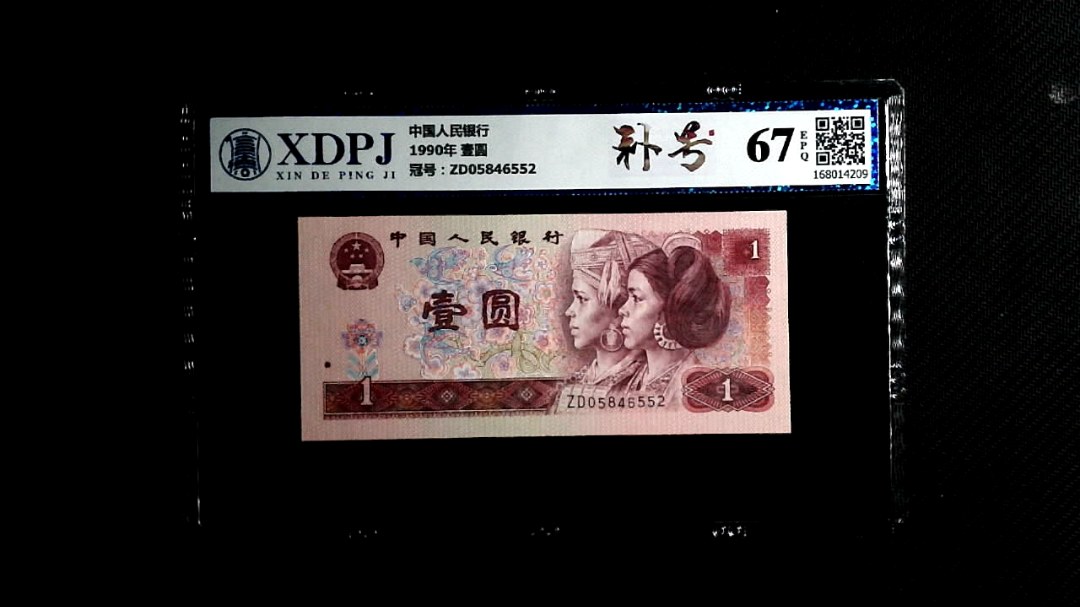 XDPJ
XIN DE PING JI
中国人民银行
1990年 壹圆
冠号：ZD05846552
补号
67
EPQ
168014209
中国人民银行
1
壹圆
1
ZD05846552
1